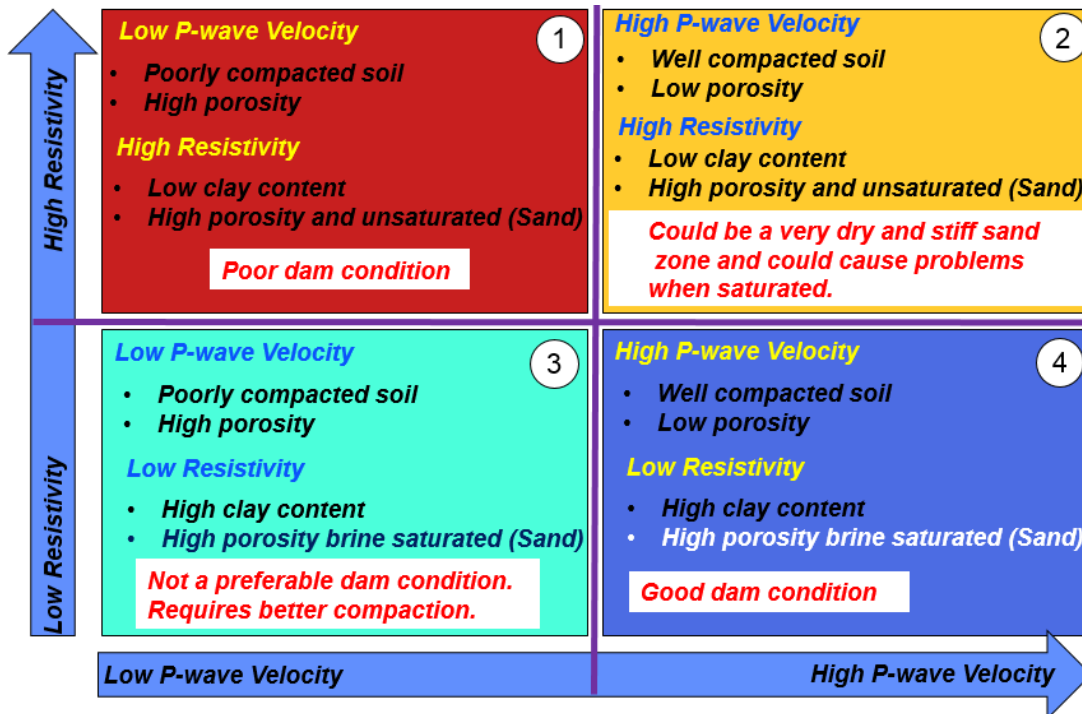 High Resistivity
Low Resistivity
1
Low P-wave Velocity
• Poorly compacted soil
• High porosity
High Resistivity
• Low clay content
• High porosity and unsaturated (Sand)
Poor dam condition
2
High P-wave Velocity
• Well compacted soil
• Low porosity
High Resistivity
• Low clay content
• High porosity and unsaturated (Sand)
Could be a very dry and stiff sand
zone and could cause problems
when saturated.
3
Low P-wave Velocity
• Poorly compacted soil
• High porosity
Low Resistivity
• High clay content
• High porosity brine saturated (Sand)
Not a preferable dam condition.
Requires better compaction.
4
High P-wave Velocity
• Well compacted soil
• Low porosity
Low Resistivity
• High clay content
• High porosity brine saturated (Sand)
Good dam condition
Low P-wave Velocity
High P-wave Velocity